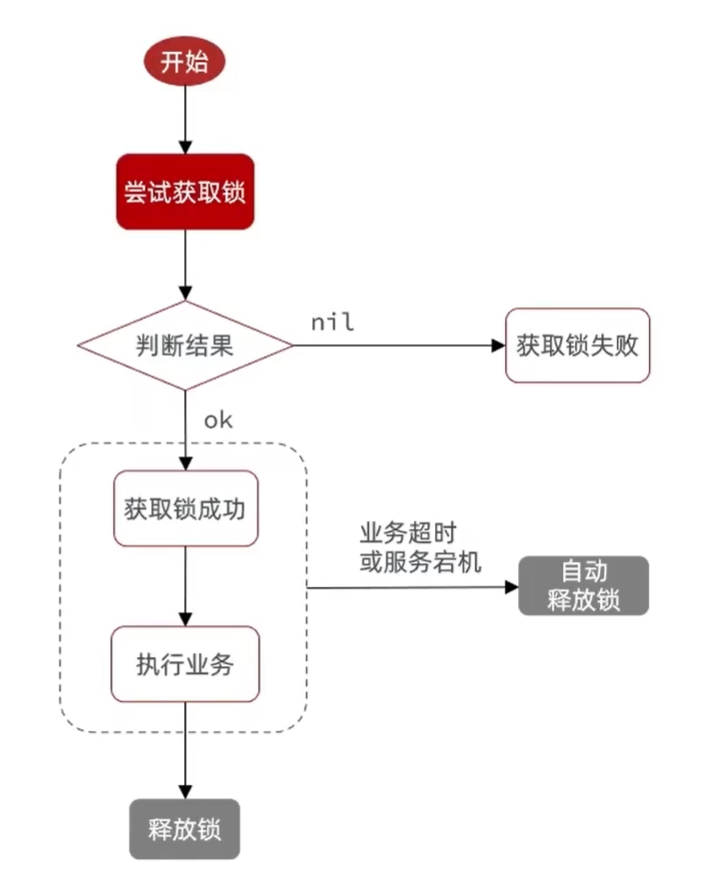 开始
尝试获取锁
判断结果
nil
获取锁失败
ok
获取锁成功
业务超时
或服务宕机
自动
释放锁
执行业务
释放锁